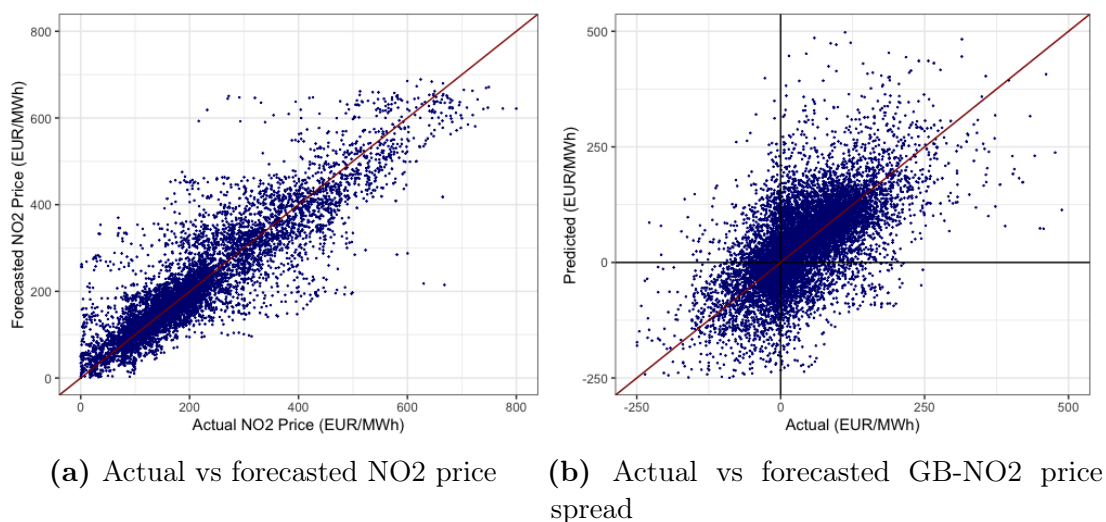 Forecasted NO2 Price (EUR/MWh)
800
600
400
200
0
0 200 400 600 800
Actual NO2 Price (EUR/MWh)
Predicted (EUR/MWh)
500
250
0
-250
-250 0 250 500
Actual (EUR/MWh)
(a) Actual vs forecasted NO2 price
(b) Actual vs forecasted GB-NO2 price
spread